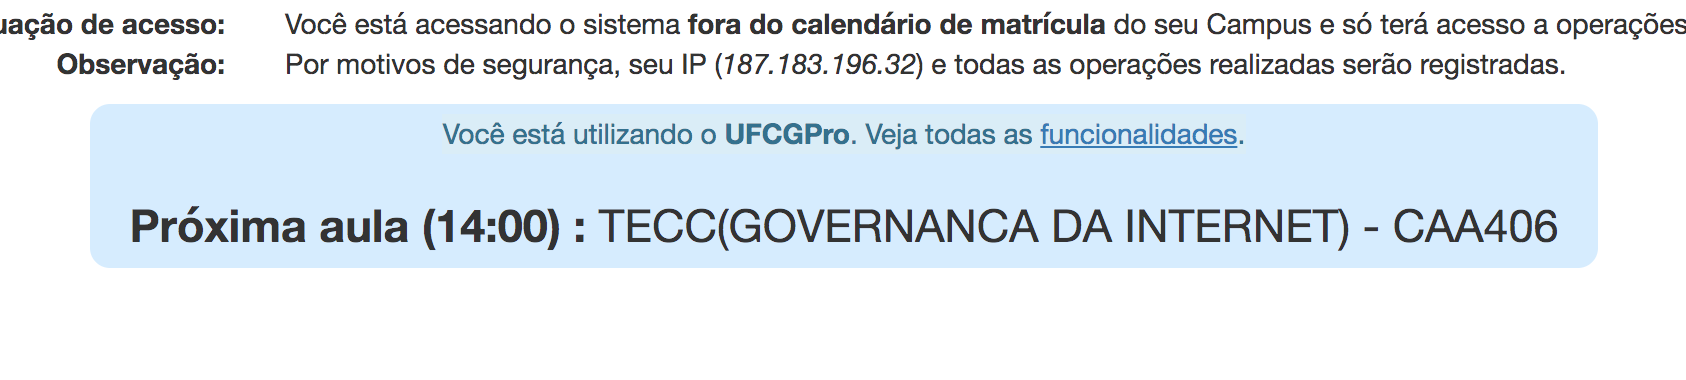 uação de acesso: Você está acessando o sistema fora do calendário de matrícula do seu Campus e só terá acesso a operações
Observação: Por motivos de segurança, seu IP (187.183.196.32) e todas as operações realizadas serão registradas.
Você está utilizando o UFCGPro. Veja todas as funcionalidades.
Próxima aula (14:00) : TECC(GOVERNANCA DA INTERNET) - CAA406